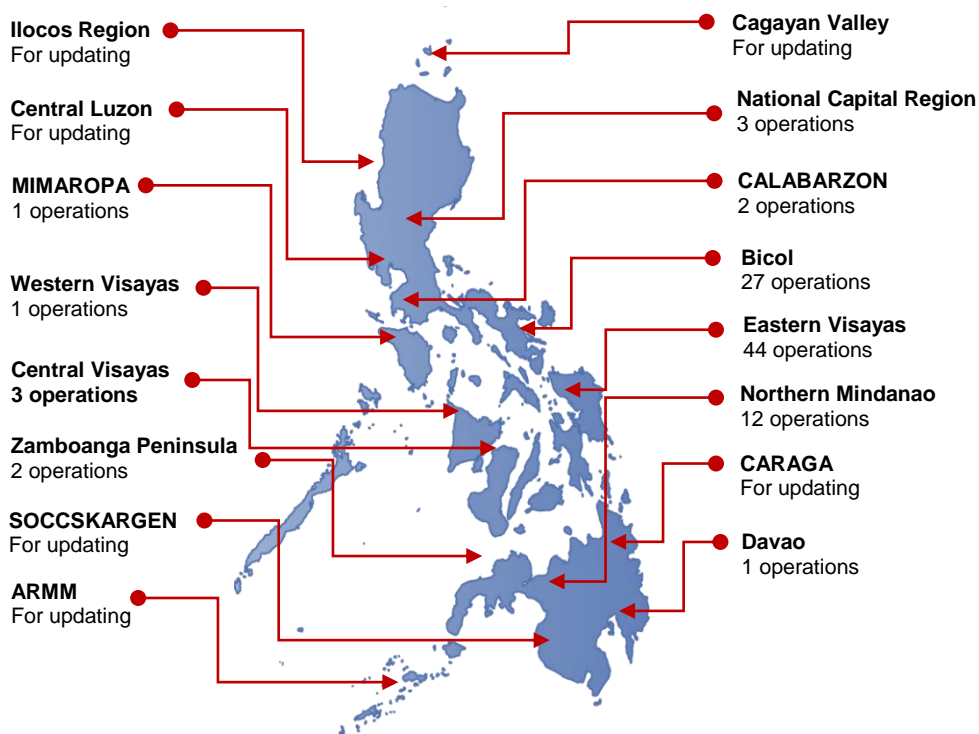 Ilocos Region
For updating
Central Luzon
For updating
MIMAROPA
1 operations
Western Visayas
1 operations
Central Visayas
3 operations
Zamboanga Peninsula
2 operations
SOCCSKARGEN
For updating
ARMM
For updating
Cagayan Valley
For updating
National Capital Region
3 operations
CALABARZON
2 operations
Bicol
27 operations
Eastern Visayas
44 operations
Northern Mindanao
12 operations
CARAGA
For updating
Davao
1 operations